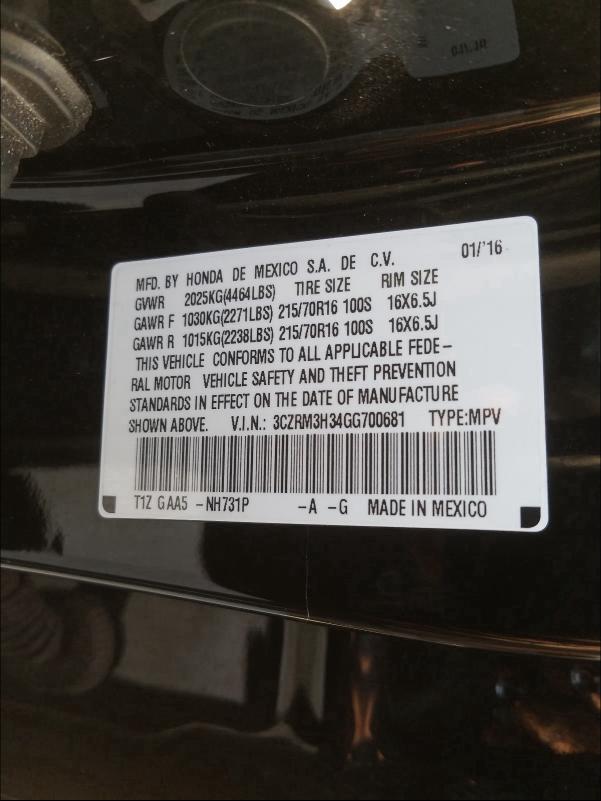 MFD. BY HONDA DE MEXICO S.A. DE C.V. 01/'16
GVWR 2025KG(4464LBS) TIRE SIZE RIM SIZE
GAWR F 1030KG(2271LBS) 215/70R16 100S 16X6.5J
GAWR R 1015KG(2238LBS) 215/70R16 100S 16X6.5J
THIS VEHICLE CONFORMS TO ALL APPLICABLE FEDE-
RAL MOTOR VEHICLE SAFETY AND THEFT PREVENTION
STANDARDS IN EFFECT ON THE DATE OF MANUFACTURE
SHOWN ABOVE. V.I.N.: 3CZRM3H34GG700681 TYPE:MPV
T1Z GAA5 -NH731P -A -G MADE IN MEXICO